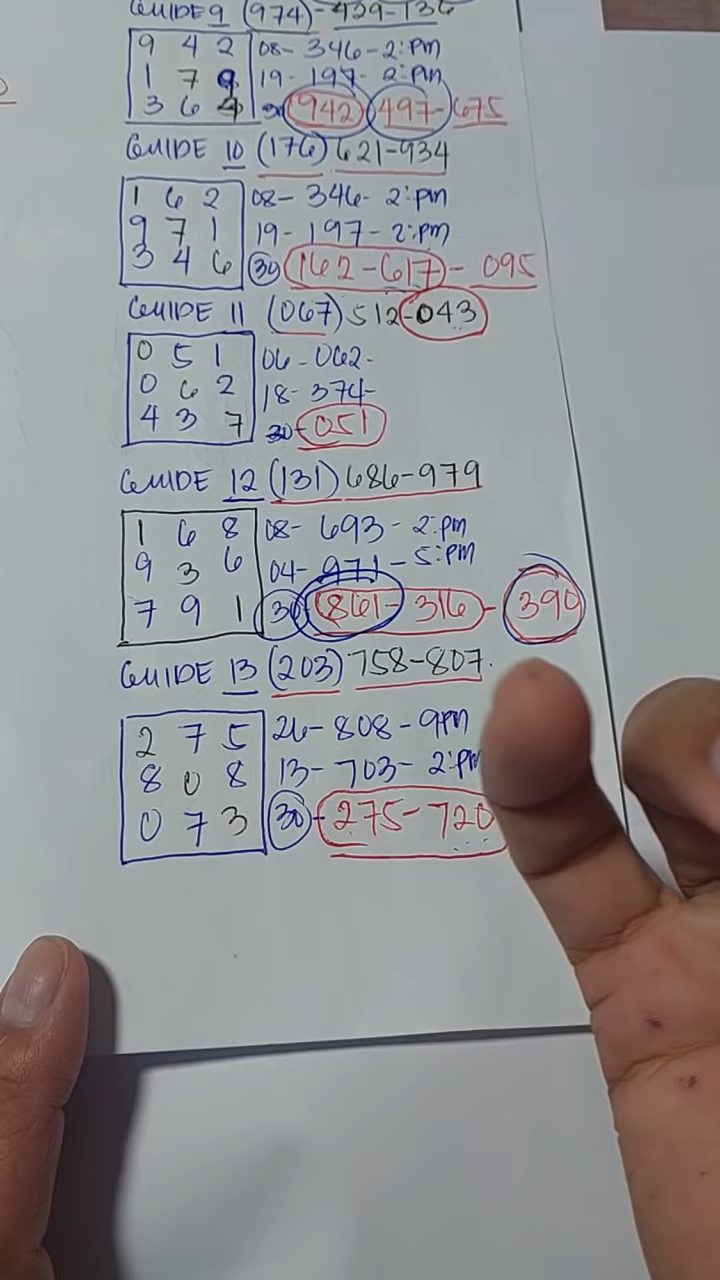 GUIDE 9 (974)-429-136
9 4 2 08- 346-2:pm
1 7 9 19- 197- 2:pm
3 6 4 30 942 497-675
GUIDE 10 (176) 621-934
1 6 2 08- 346- 2:pm
9 7 1 19- 197-2:pm
3 4 6 30 162-617- 095
GUIDE 11 (067) 512-043
0 5 1 06-062-
0 6 2 18-374-
4 3 7 30-051
GUIDE 12 (131) 686-979
1 6 8 08- 693-2:pm
9 3 6 04-971-5:pm
7 9 1 30-861-316-390
GUIDE 13 (203) 758-807.
2 7 5 26-808-9pm
8 0 8 13-703-2:pm
0 7 3 30-275-720